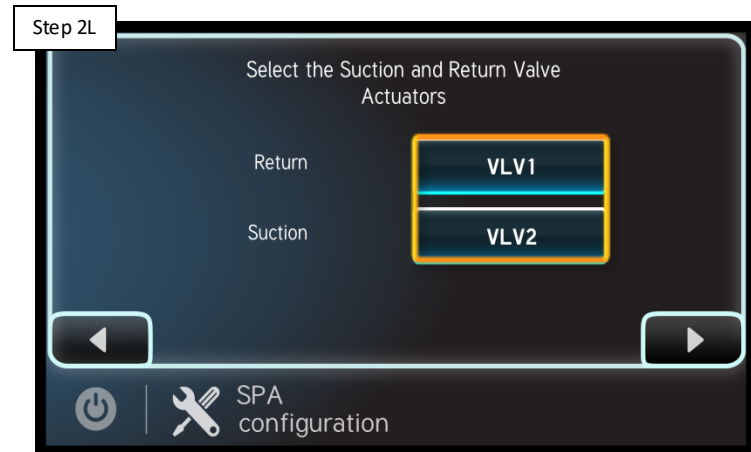 Step 2L
Select the Suction and Return Valve
Actuators
Return
VLV1
Suction
VLV2
SPA
configuration